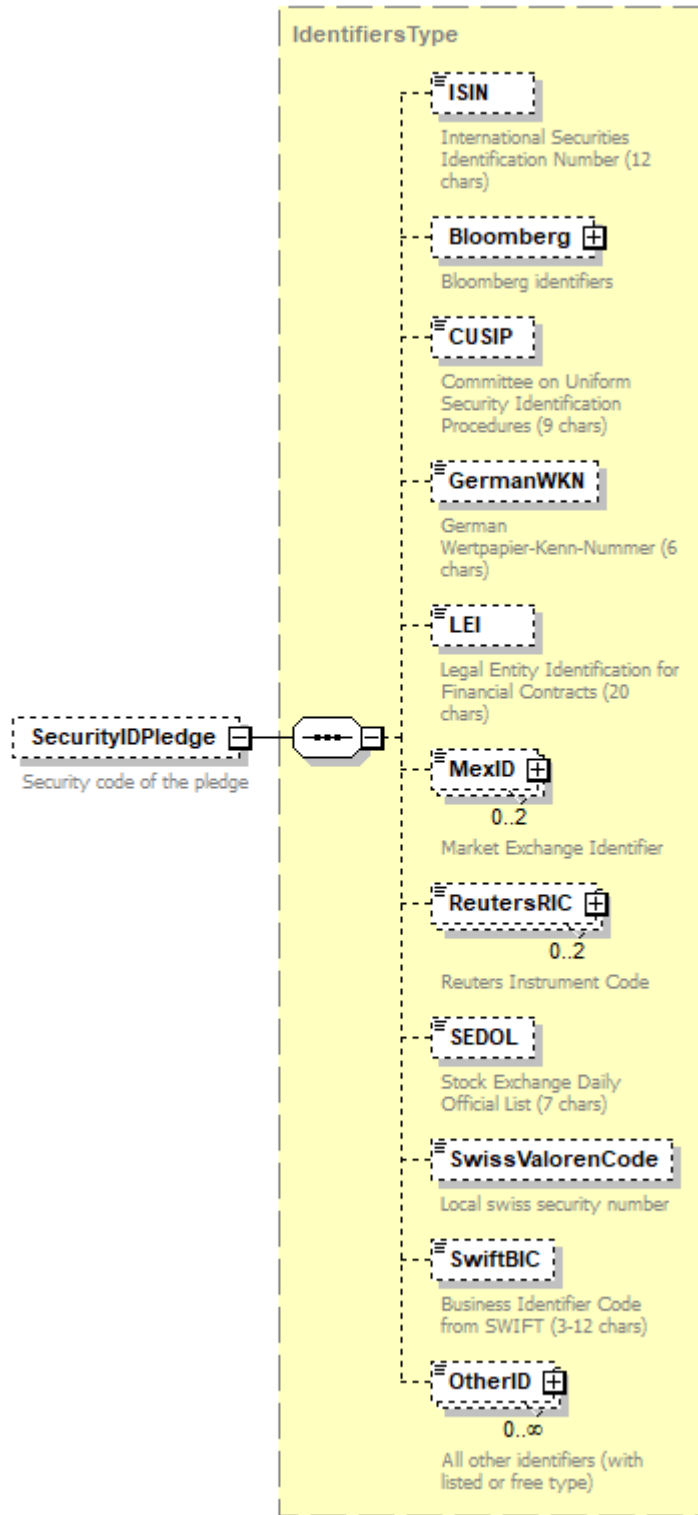 IdentifiersType
ISIN
International Securities
Identification Number (12
chars)
Bloomberg
Bloomberg identifiers
CUSIP
Committee on Uniform
Security Identification
Procedures (9 chars)
GermanWKN
German
Wertpapier-Kenn-Nummer (6
chars)
LEI
Legal Entity Identification for
Financial Contracts (20
chars)
SecurityIDPledge
Security code of the pledge
MexID
0..2
Market Exchange Identifier
ReutersRIC
0..2
Reuters Instrument Code
SEDOL
Stock Exchange Daily
Official List (7 chars)
SwissValorenCode
Local swiss security number
SwiftBIC
Business Identifier Code
from SWIFT (3-12 chars)
OtherID
0..∞
All other identifiers (with
listed or free type)